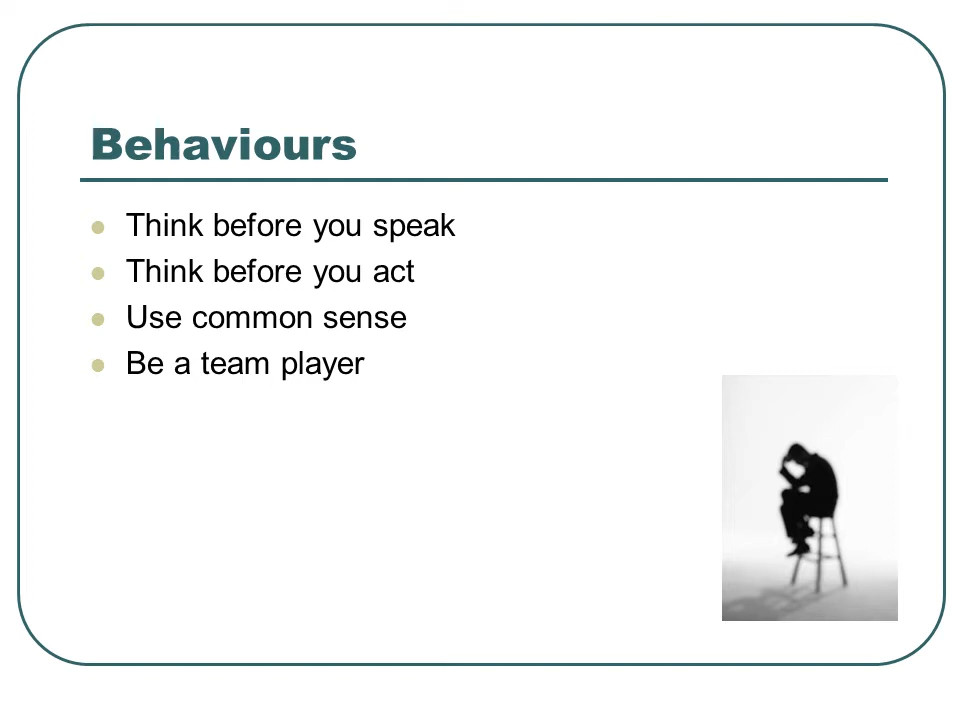 Behaviours
Think before you speak
Think before you act
Use common sense
Be a team player